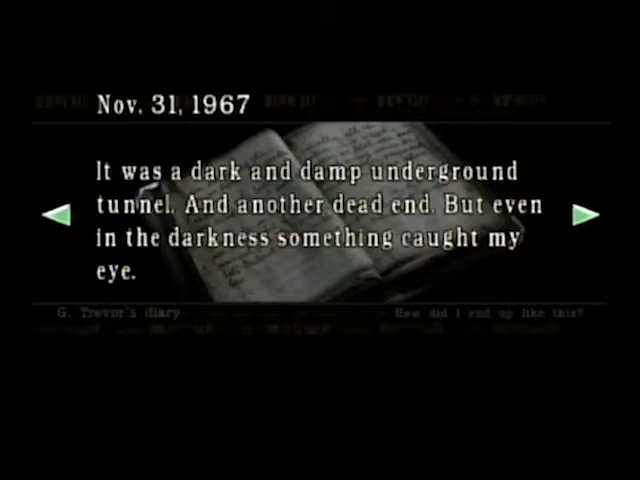 Nov. 31, 1967
It was a dark and damp underground
tunnel. And another dead end. But even
in the darkness something caught my
eye.
G. Trevor's diary
How did I end up like this?